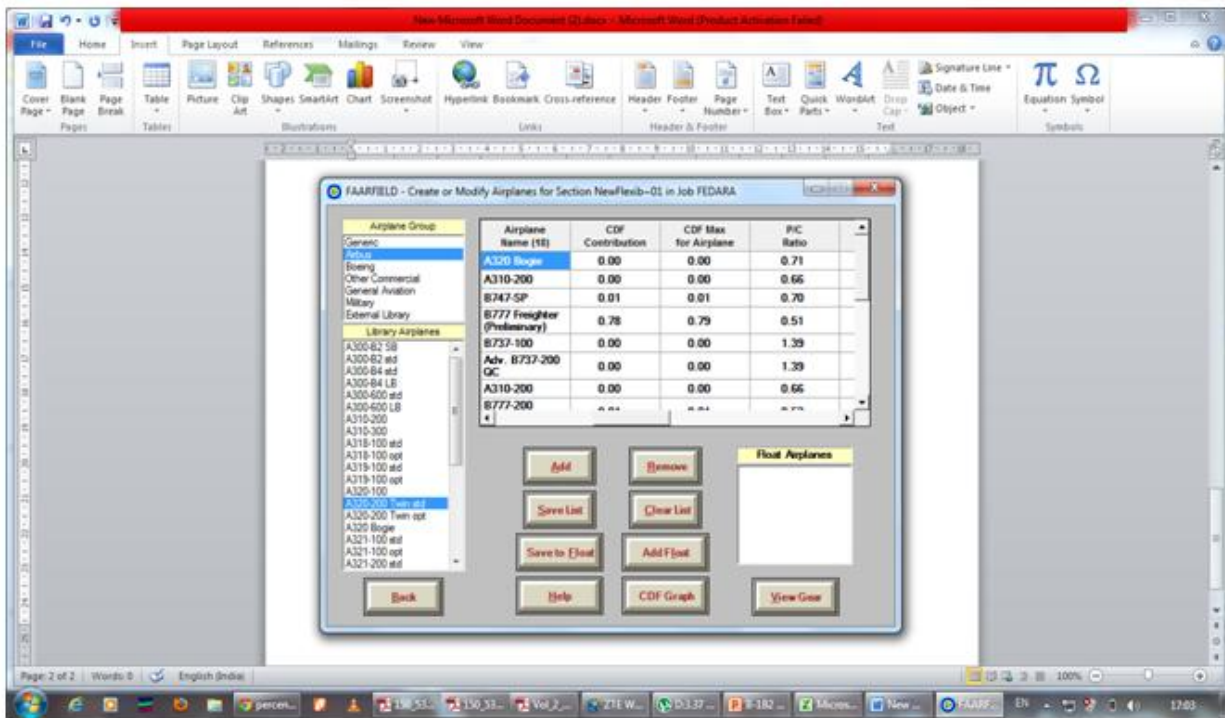 New Microsoft Word Document (2).docx - Microsoft Word (Product Activation Failed)
File Home Insert Page Layout References Mailings Review View
Cover Page Blank Page Page Break Table Picture Clip Art Shapes SmartArt Chart Screenshot Hyperlink Bookmark Cross-reference Header Footer Page Number Text Box Quick Parts WordArt Drop Cap Signature Line Date & Time Object Equation Symbol
Pages Tables Illustrations Links Header & Footer Text Symbols
FAARFIELD - Create or Modify Airplanes for Section NewFlexib~01 in Job FEDARA
Airplane Group
Generic
Airbus
Boeing
Other Commercial
General Aviation
Military
External Library
Library Airplanes
A300-B2 SB
A300-B2 std
A300-B4 std
A300-B4 LB
A300-600 std
A300-600 LB
A310-200
A310-300
A318-100 std
A318-100 opt
A319-100 std
A319-100 opt
A320-100
A320-200 Twin std
A320-200 Twin opt
A320 Bogie
A321-100 std
A321-100 opt
A321-200 std
Airplane Name (18) CDF Contribution CDF Max for Airplane P/C Ratio
A320 Bogie 0.00 0.00 0.71
A310-200 0.00 0.00 0.66
B747-SP 0.01 0.01 0.70
B777 Freighter (Preliminary) 0.78 0.79 0.51
B737-100 0.00 0.00 1.39
Adv. B737-200 QC 0.00 0.00 1.39
A310-200 0.00 0.00 0.66
B777-200
Add Remove
Save List Clear List
Save to Float Add Float
Back Help CDF Graph View Gear
Float Airplanes
Page: 2 of 2 Words: 0 English (India) 100%
percen... 150_53... 150_53... Vol_2_... ZTE W... D:3.37... Micros... New ... FAARF... EN 17:03